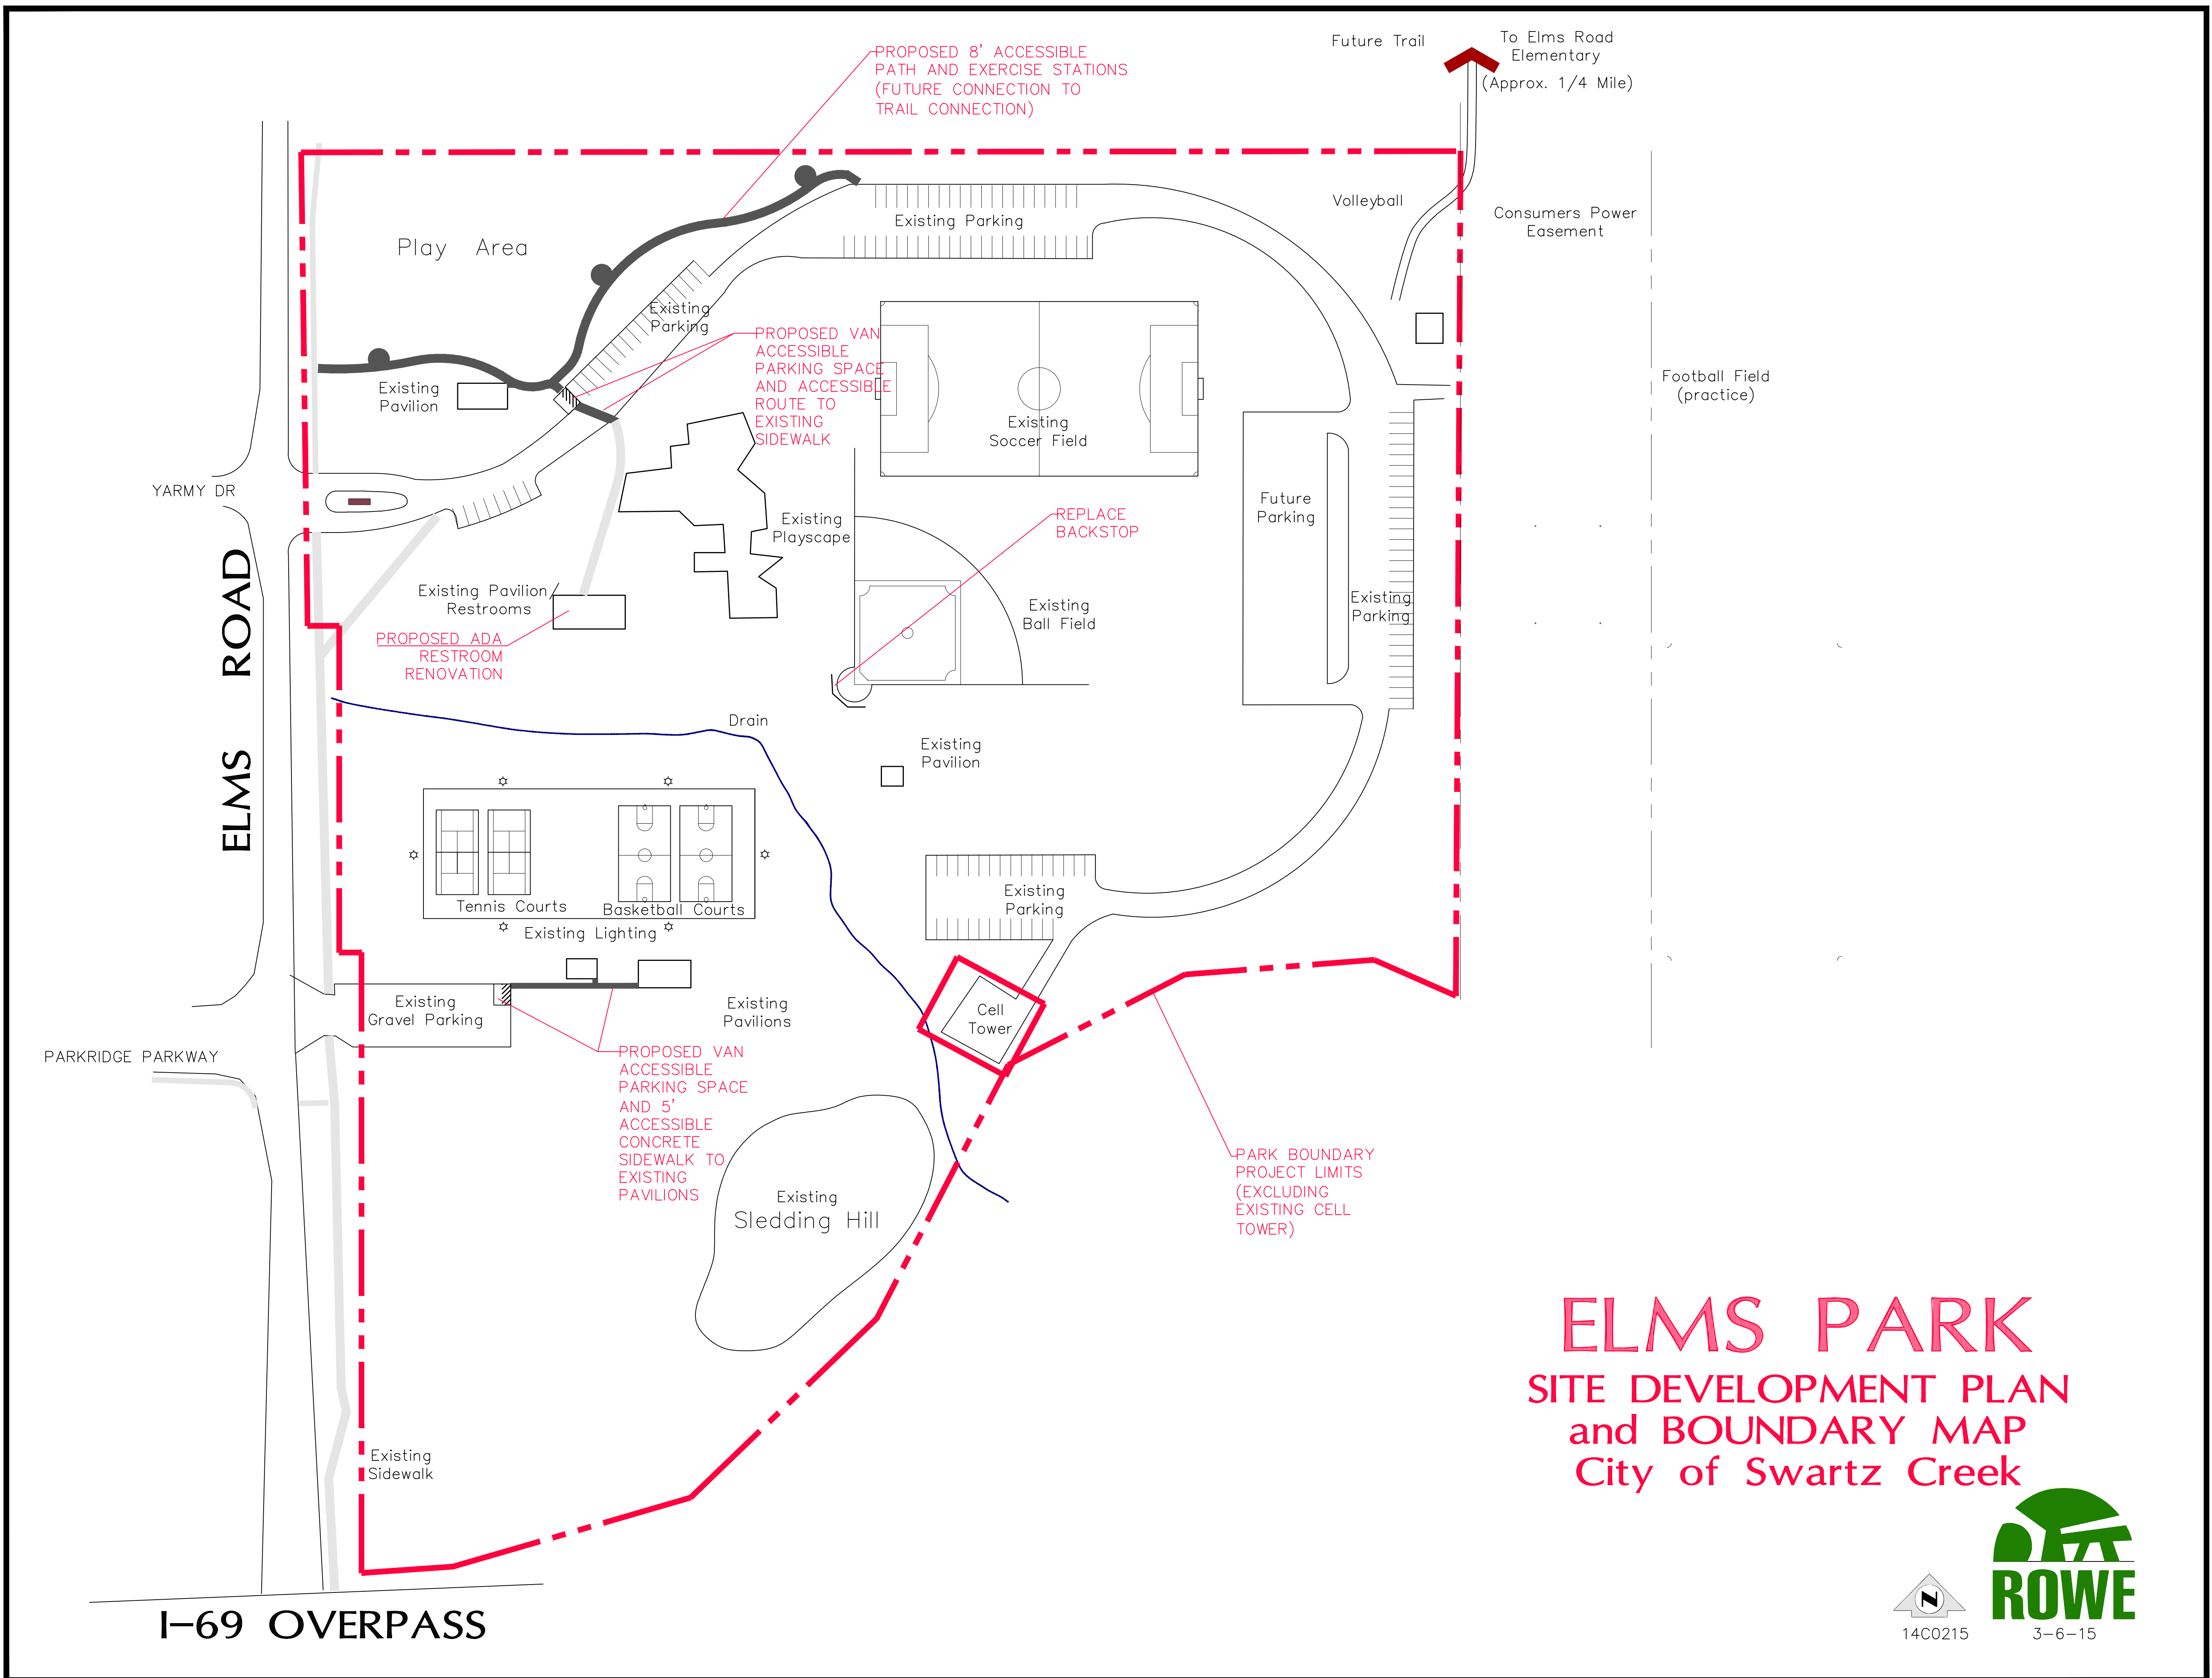 Future Trail
To Elms Road
Elementary
(Approx. 1/4 Mile)
PROPOSED 8' ACCESSIBLE
PATH AND EXERCISE STATIONS
(FUTURE CONNECTION TO
TRAIL CONNECTION)
Volleyball
Consumers Power
Easement
Existing Parking
Play Area
Existing
Parking
PROPOSED VAN
ACCESSIBLE
PARKING SPACE
AND ACCESSIBLE
ROUTE TO
EXISTING
SIDEWALK
Existing
Pavilion
Existing
Soccer Field
Football Field
(practice)
YARMY DR
Existing
Playscape
REPLACE
BACKSTOP
Future
Parking
ELMS ROAD
Existing Pavilion/
Restrooms
PROPOSED ADA
RESTROOM
RENOVATION
Existing
Ball Field
Existing
Parking
Drain
Existing
Pavilion
Tennis Courts
Basketball Courts
Existing Lighting
Existing
Parking
Existing
Gravel Parking
Existing
Pavilions
Cell
Tower
PARKRIDGE PARKWAY
PROPOSED VAN
ACCESSIBLE
PARKING SPACE
AND 5'
ACCESSIBLE
CONCRETE
SIDEWALK TO
EXISTING
PAVILIONS
PARK BOUNDARY
PROJECT LIMITS
(EXCLUDING
EXISTING CELL
TOWER)
Existing
Sledding Hill
Existing
Sidewalk
ELMS PARK
SITE DEVELOPMENT PLAN
and BOUNDARY MAP
City of Swartz Creek
I-69 OVERPASS
N
14C0215
ROWE
3-6-15